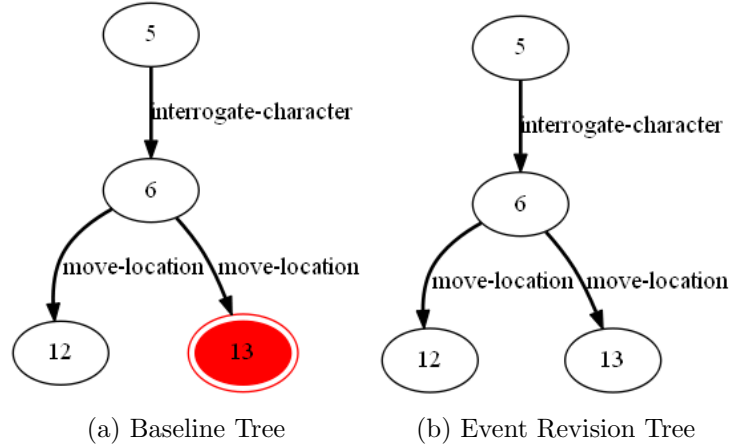 5
interrogate-character
6
move-location
move-location
12
13
(a) Baseline Tree
5
interrogate-character
6
move-location
move-location
12
13
(b) Event Revision Tree